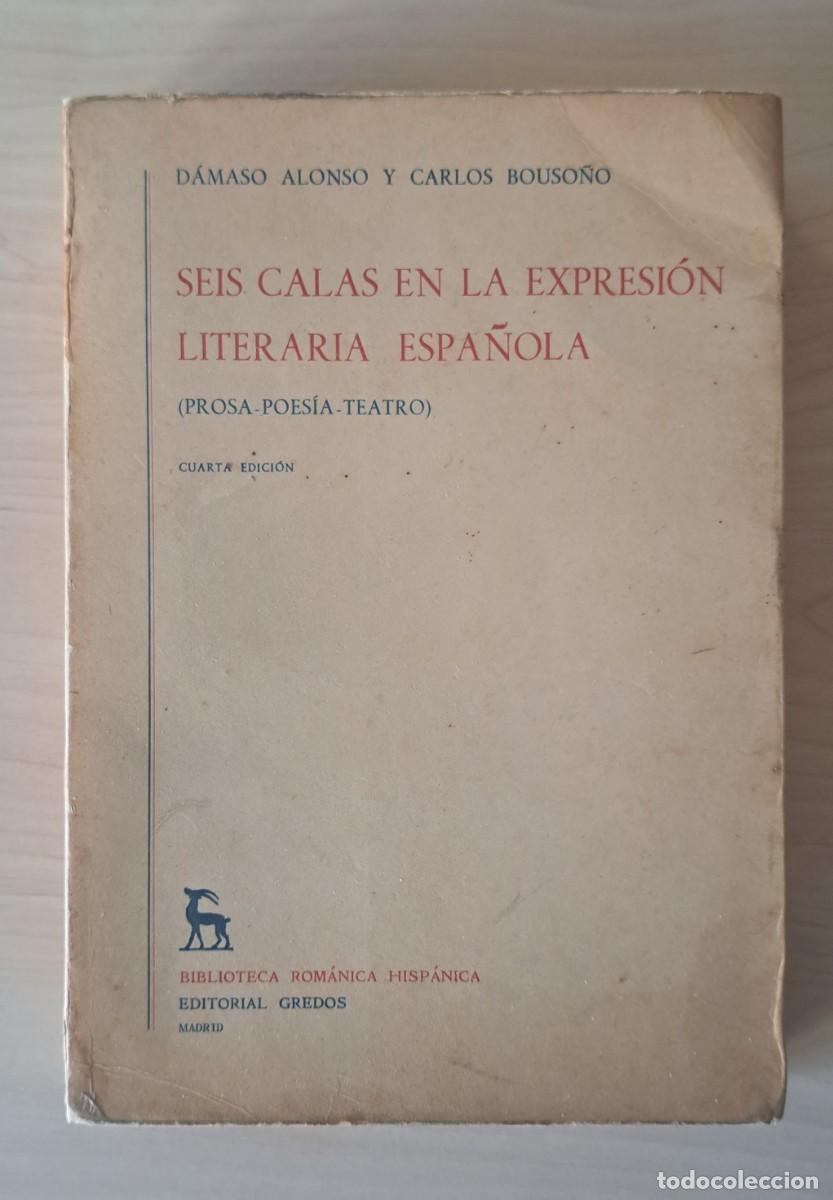 DÁMASO ALONSO Y CARLOS BOUSOÑO
SEIS CALAS EN LA EXPRESIÓN
LITERARIA ESPAÑOLA
(PROSA-POESÍA-TEATRO)
CUARTA EDICIÓN
BIBLIOTECA ROMÁNICA HISPÁNICA
EDITORIAL GREDOS
MADRID
todocoleccion